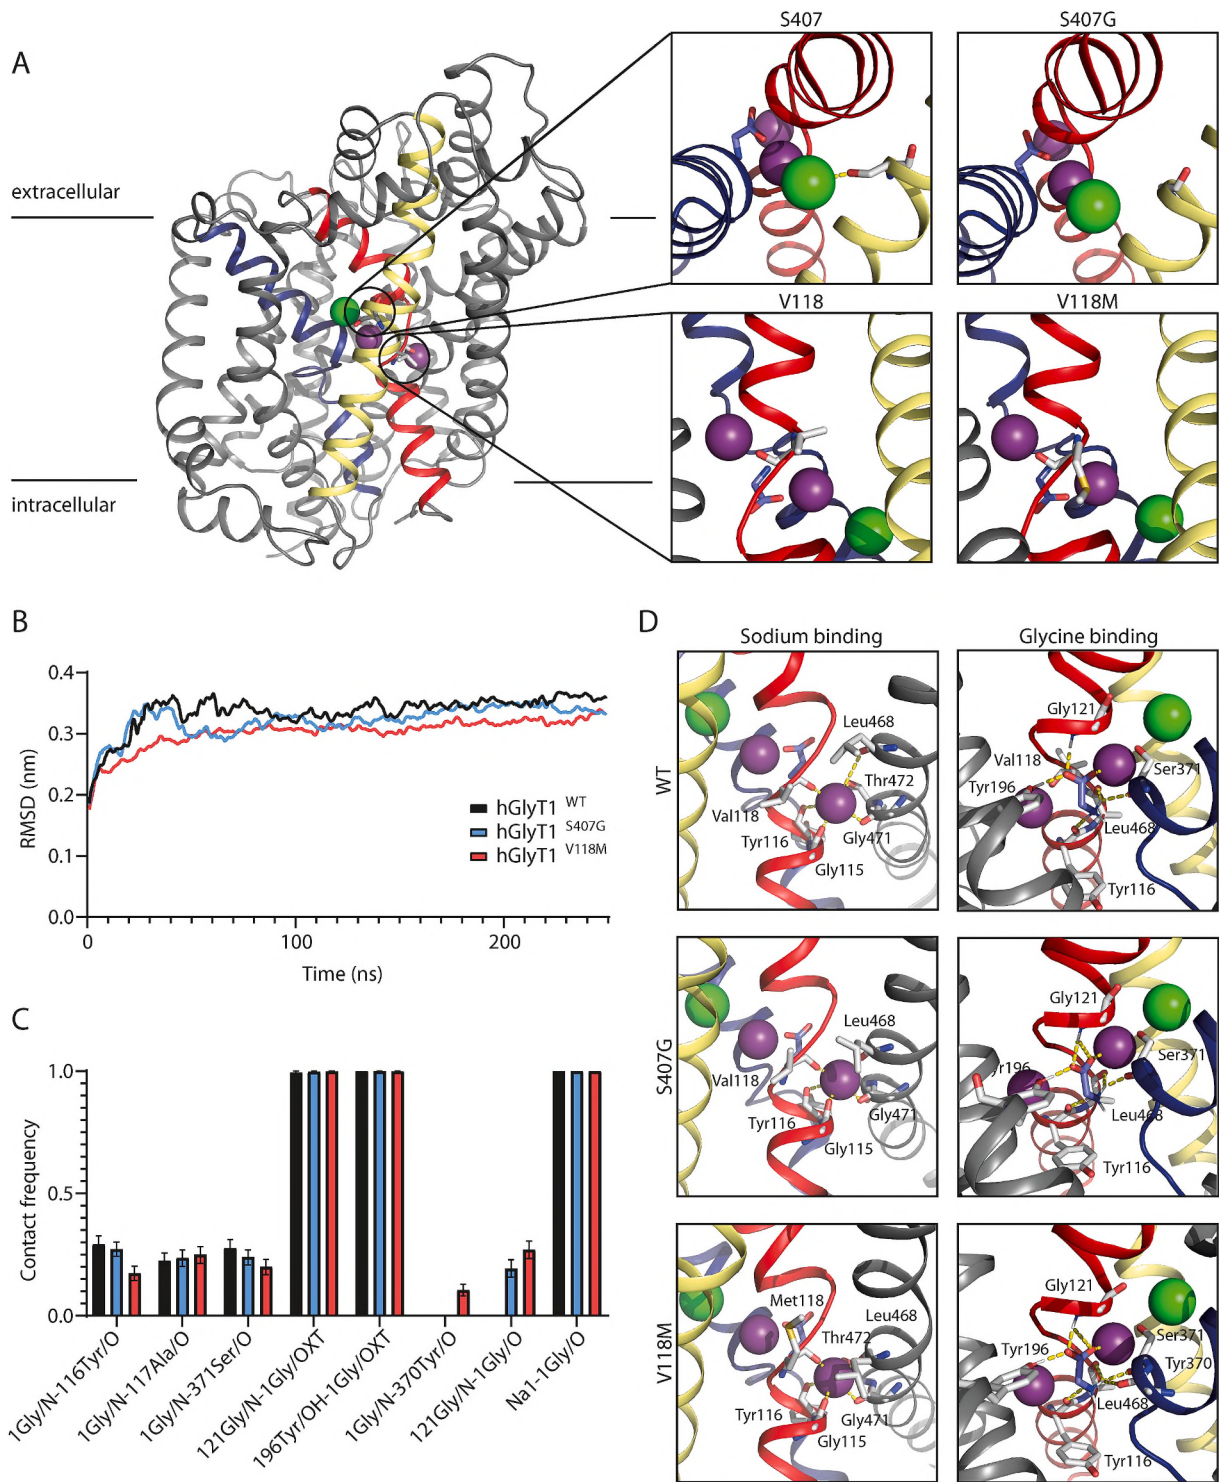 A
S407
S407G
extracellular
intracellular
V118
V118M
B
0.4
0.3
0.2
0.1
0.0
RMSD (nm)
0
100
200
Time (ns)
hGlyT1 WT
hGlyT1 S407G
hGlyT1 V118M
C
1.0
0.5
0.0
Contact frequency
1Gly/N-116Tyr/O
1Gly/N-117Ala/O
1Gly/N-371Ser/O
121Gly/N-1Gly/OXT
196Tyr/OH-1Gly/OXT
1Gly/N-370Tyr/O
121Gly/N-1Gly/O
Na1-1Gly/O
D
Sodium binding
Glycine binding
WT
Leu468
Thr472
Val118
Tyr116
Gly471
Gly115
Gly121
Val118
Tyr196
Ser371
Leu468
Tyr116
S407G
Leu468
Val118
Tyr116
Gly471
Gly115
Gly121
yr196
Ser371
Leu468
Tyr116
V118M
Met118
Leu468
Thr472
Tyr116
Gly471
Gly115
Gly121
Tyr196
Ser371
Tyr370
Leu468
Tyr116